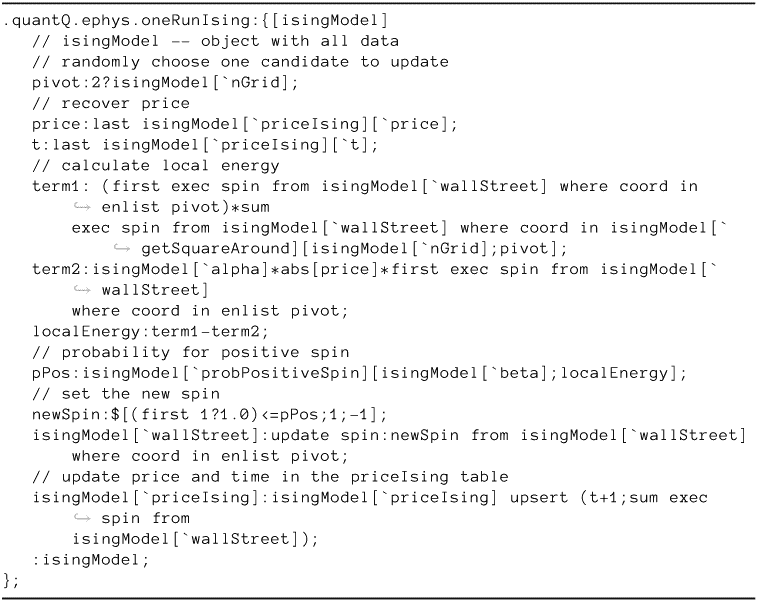 .quantQ.ephys.oneRunIsing:{[isingModel]
// isingModel -- object with all data
// randomly choose one candidate to update
pivot:2?isingModel[`nGrid];
// recover price
price:last isingModel[`priceIsing][`price];
t:last isingModel[`priceIsing][`t];
// calculate local energy
term1: (first exec spin from isingModel[`wallStreet] where coord in
↪ enlist pivot)*sum
exec spin from isingModel[`wallStreet] where coord in isingModel[`
↪ getSquareAround][isingModel[`nGrid];pivot];
term2:isingModel[`alpha]*abs[price]*first exec spin from isingModel[`
↪ wallStreet]
where coord in enlist pivot;
localEnergy:term1-term2;
// probability for positive spin
pPos:isingModel[`probPositiveSpin][isingModel[`beta];localEnergy];
// set the new spin
newSpin:$[(first 1?1.0)<=pPos;1;-1];
isingModel[`wallStreet]:update spin:newSpin from isingModel[`wallStreet]
where coord in enlist pivot;
// update price and time in the priceIsing table
isingModel[`priceIsing]:isingModel[`priceIsing] upsert (t+1;sum exec
↪ spin from
isingModel[`wallStreet]);
:isingModel;
};